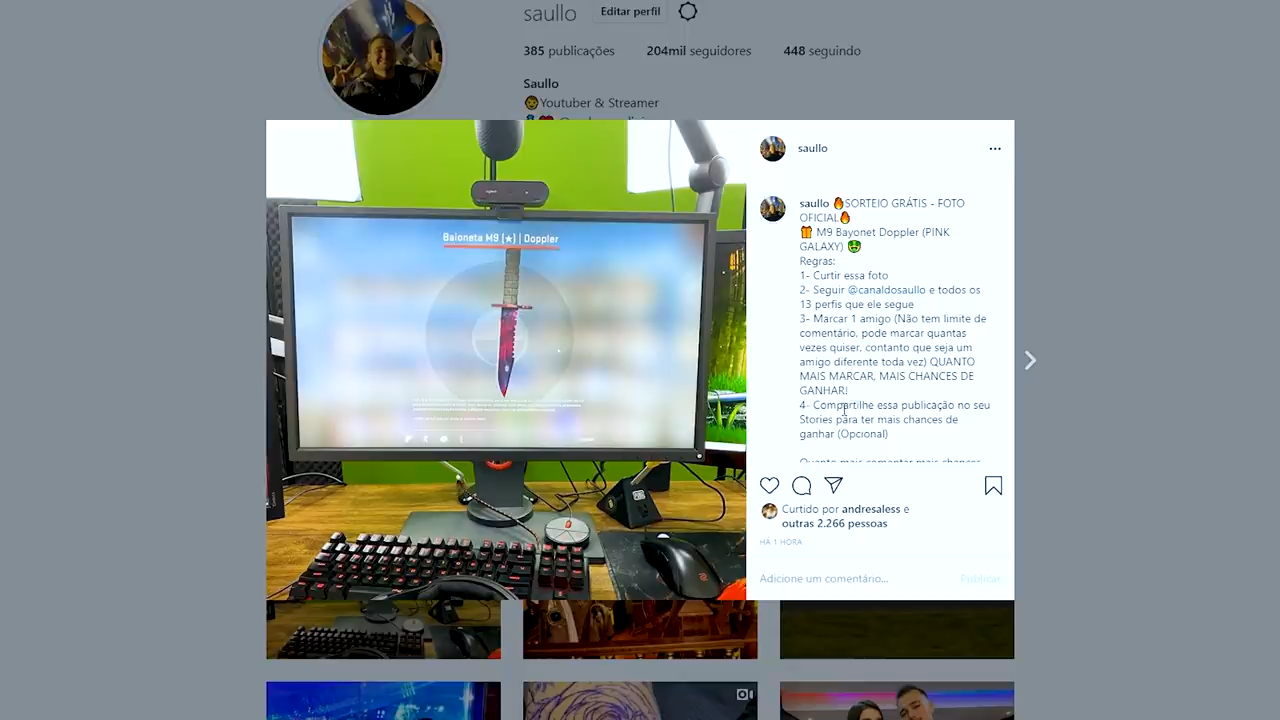 saullo Editar perfil
385 publicações 204mil seguidores 448 seguindo
Saullo
Youtuber & Streamer
Baioneta M9 (★) | Doppler
saullo
saullo 🔥SORTEIO GRÁTIS - FOTO
OFICIAL🔥
🎁 M9 Bayonet Doppler (PINK
GALAXY) 🤑
Regras:
1- Curtir essa foto
2- Seguir @canaldosaullo e todos os
13 perfis que ele segue
3- Marcar 1 amigo (Não tem limite de
comentário, pode marcar quantas
vezes quiser, contanto que seja um
amigo diferente toda vez) QUANTO
MAIS MARCAR, MAIS CHANCES DE
GANHAR!
4- Compartilhe essa publicação no seu
Stories para ter mais chances de
ganhar (Opcional)
Quanto mais comentar mais chances
Curtido por andresaless e
outras 2.266 pessoas
HÁ 1 HORA
Adicione um comentário... Publicar